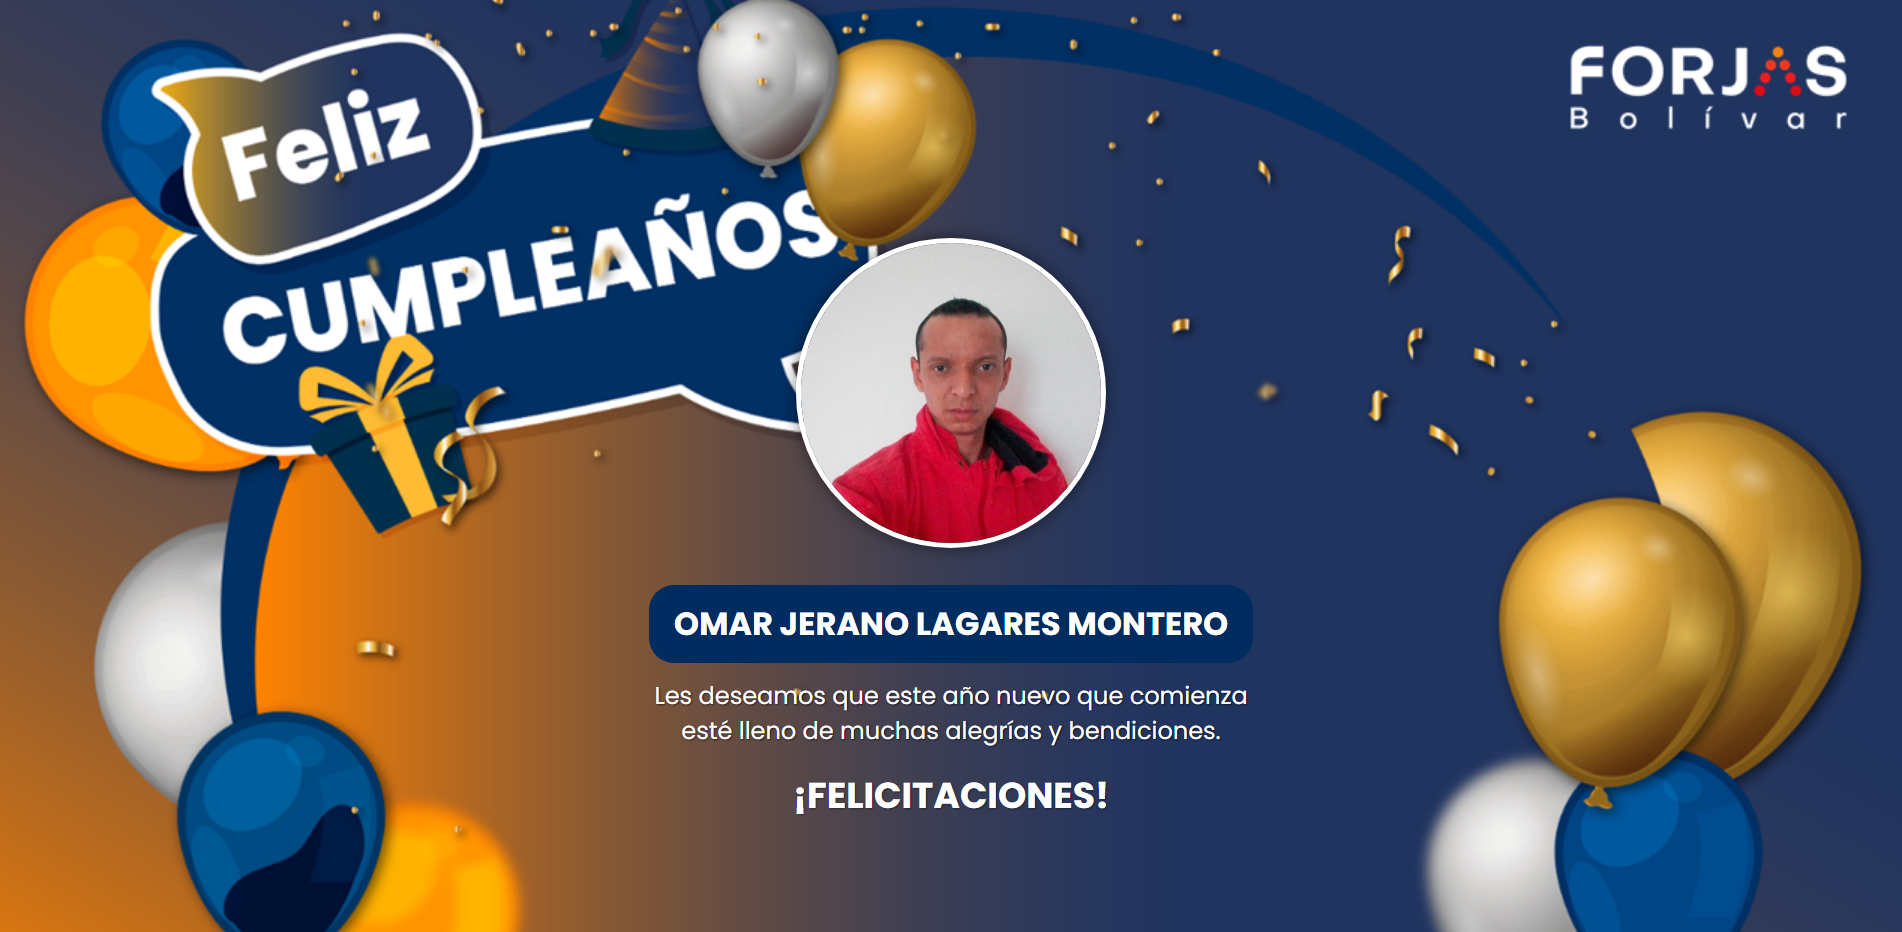 Feliz
CUMPLEAÑOS
FORJAS
Bolívar
OMAR JERANO LAGARES MONTERO
Les deseamos que este año nuevo que comienza
esté lleno de muchas alegrías y bendiciones.
¡FELICITACIONES!